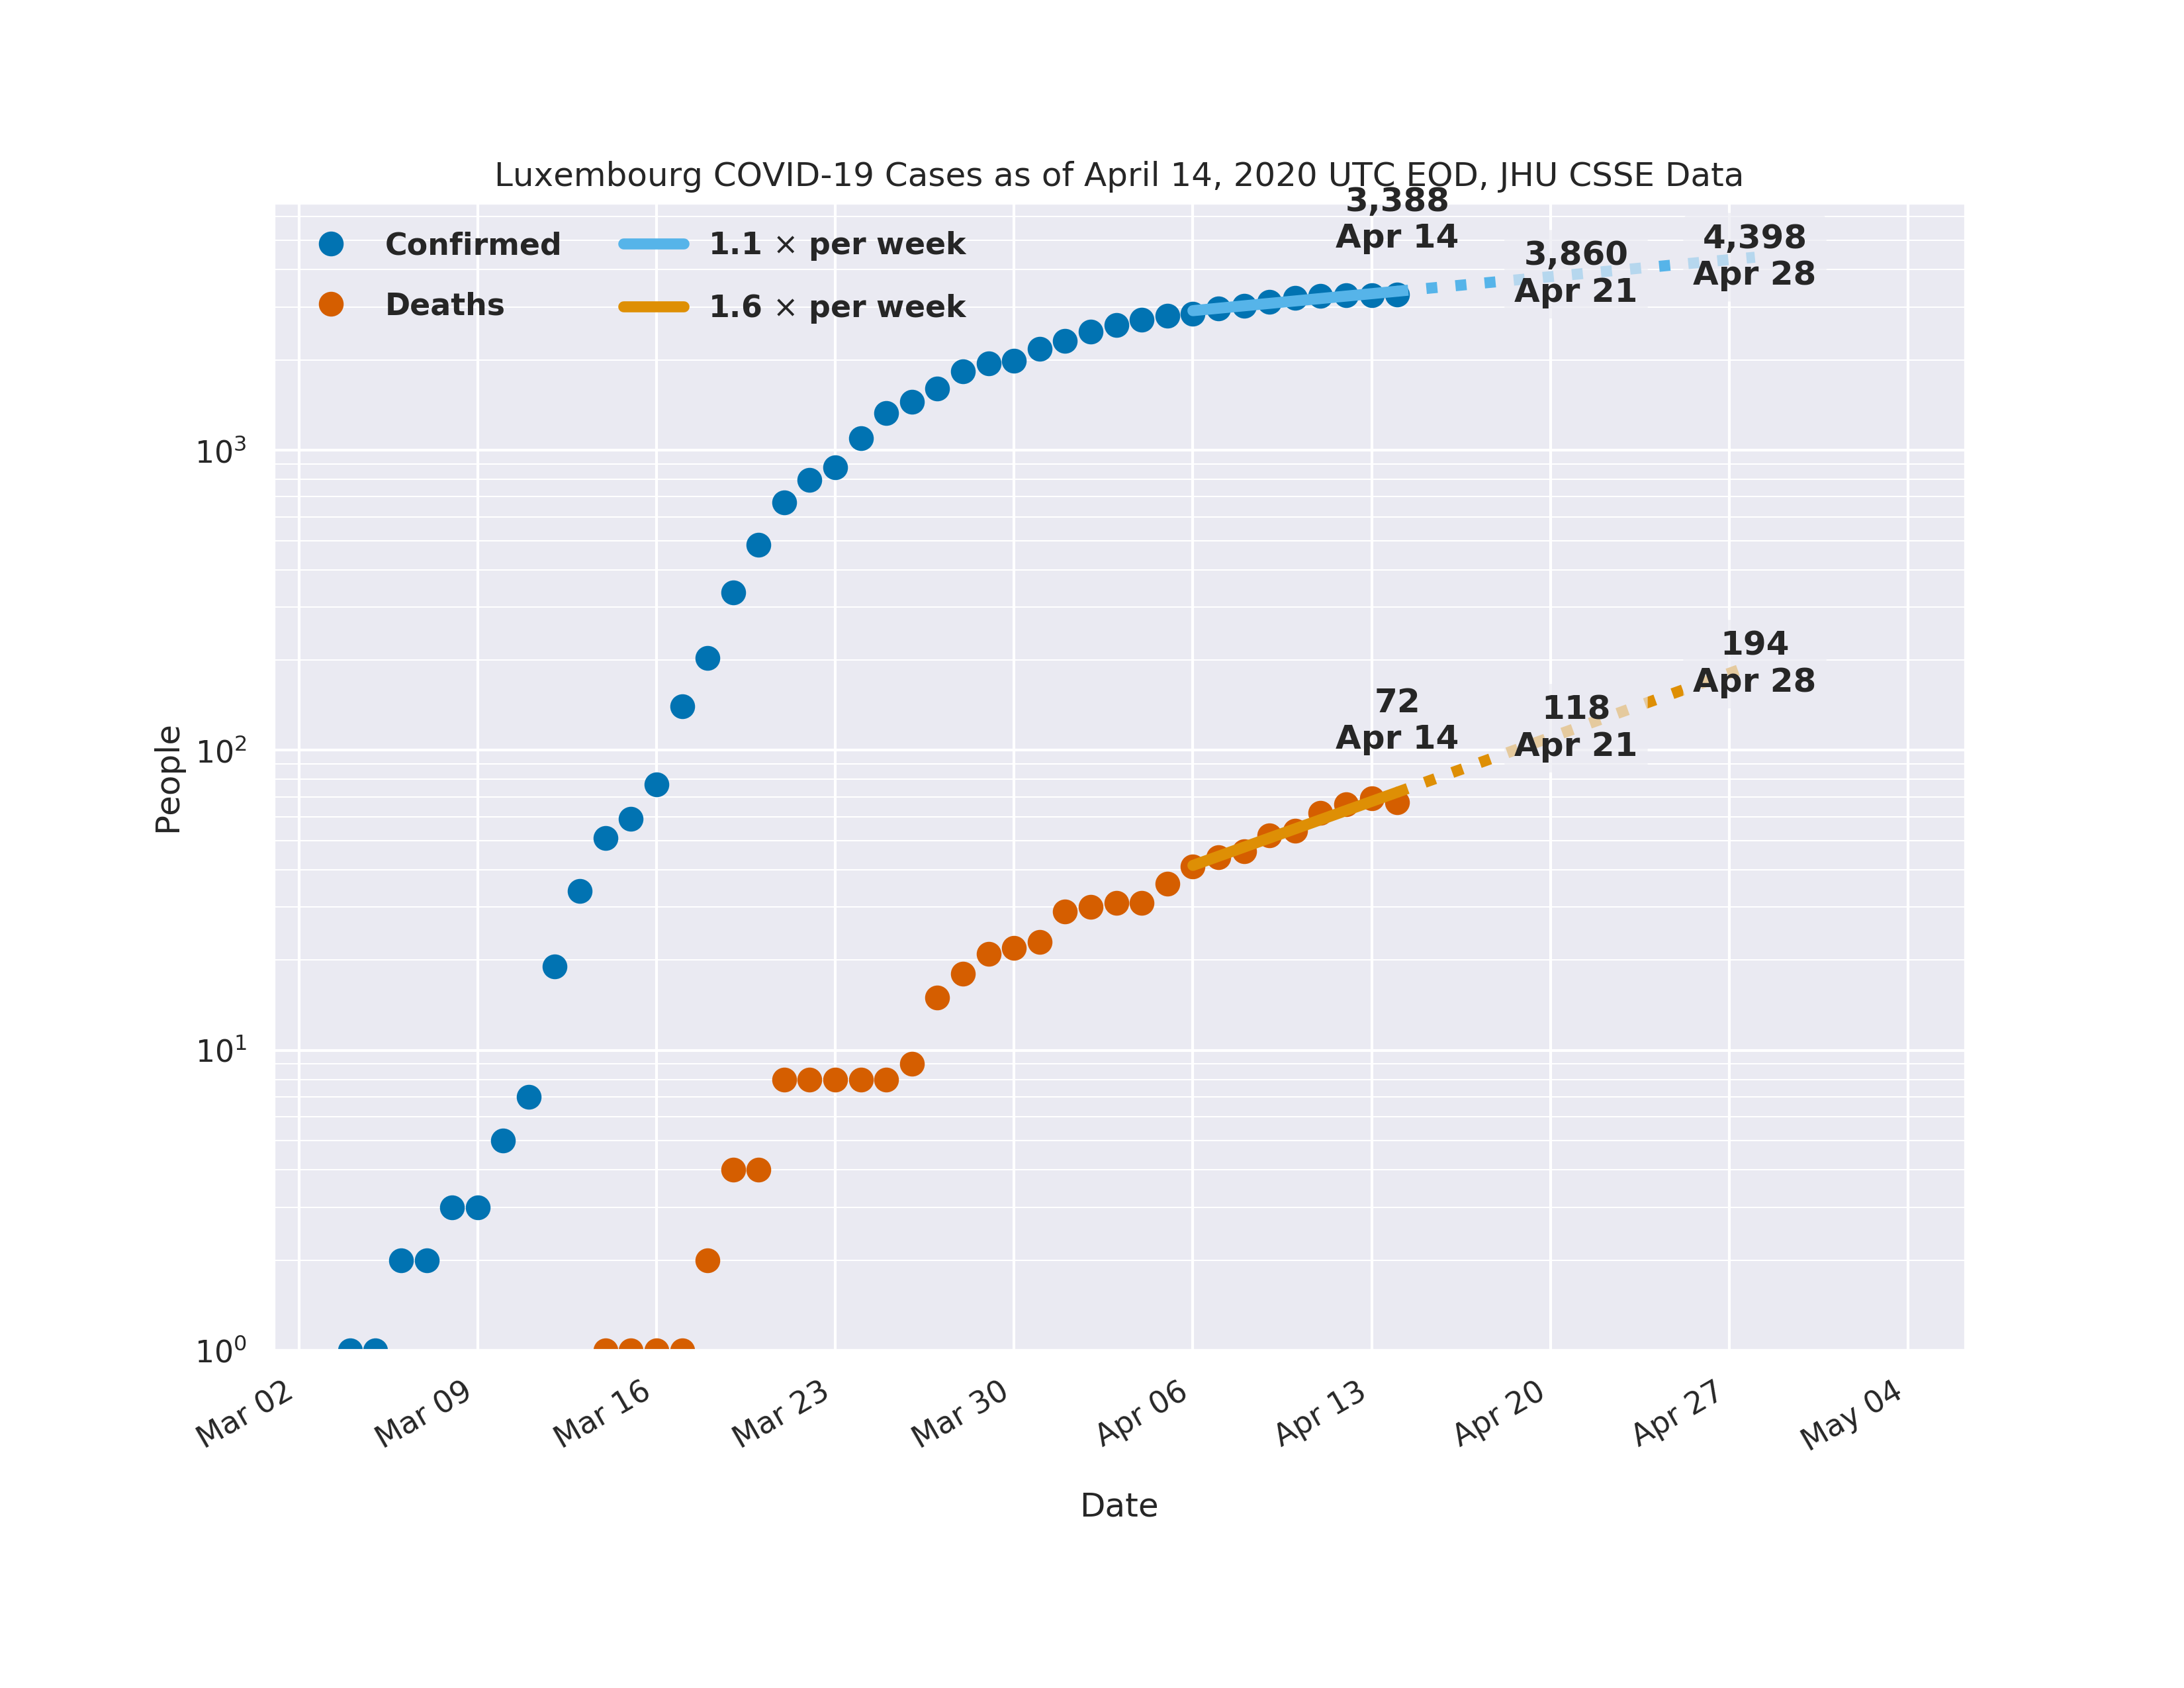 Luxembourg COVID-19 Cases as of April 14, 2020 UTC EOD, JHU CSSE Data
Confirmed
Deaths
1.1 × per week
1.6 × per week
3,388
Apr 14
3,860
Apr 21
4,398
Apr 28
72
Apr 14
118
Apr 21
194
Apr 28
People
10³
10²
10¹
10⁰
Mar 02
Mar 09
Mar 16
Mar 23
Mar 30
Apr 06
Apr 13
Apr 20
Apr 27
May 04
Date